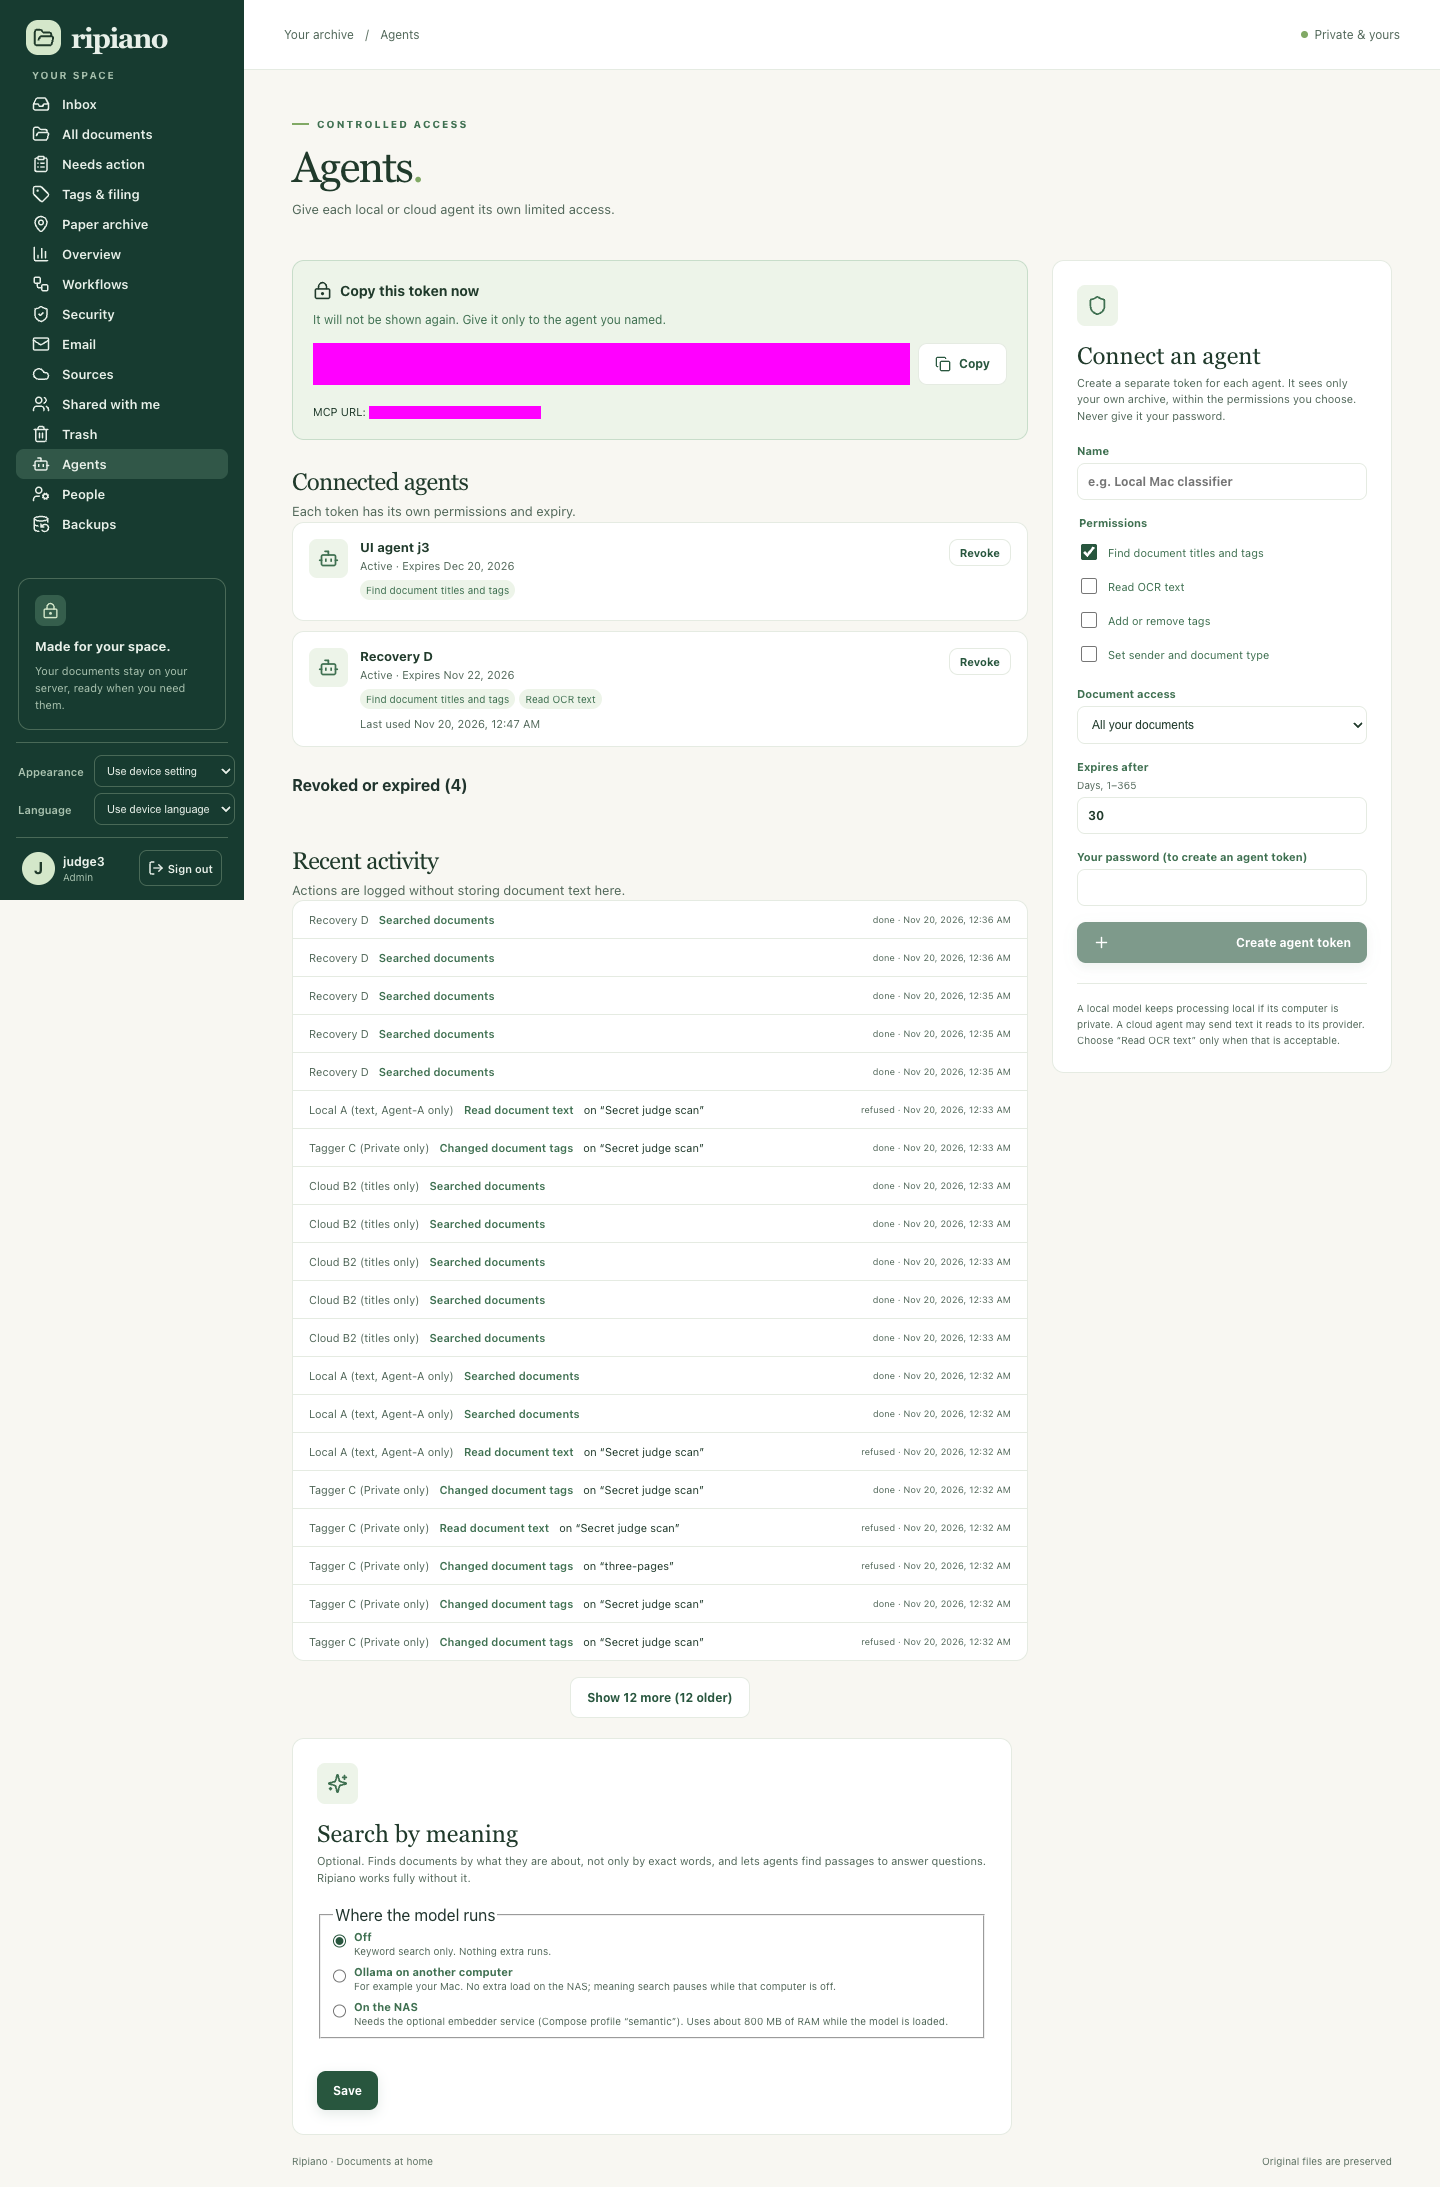 ripiano
YOUR SPACE
Inbox
All documents
Needs action
Tags & filing
Paper archive
Overview
Workflows
Security
Email
Sources
Shared with me
Trash
Agents
People
Backups
Made for your space.
Your documents stay on your
server, ready when you need
them.
Appearance
Use device setting
Language
Use device language
J
judge3
Admin
Sign out
Your archive / Agents
Private & yours
CONTROLLED ACCESS
Agents.
Give each local or cloud agent its own limited access.
Copy this token now
It will not be shown again. Give it only to the agent you named.
Copy
MCP URL:
Connected agents
Each token has its own permissions and expiry.
UI agent j3
Active · Expires Dec 20, 2026
Find document titles and tags
Revoke
Recovery D
Active · Expires Nov 22, 2026
Find document titles and tags Read OCR text
Last used Nov 20, 2026, 12:47 AM
Revoke
Revoked or expired (4)
Recent activity
Actions are logged without storing document text here.
Recovery D Searched documents done · Nov 20, 2026, 12:36 AM
Recovery D Searched documents done · Nov 20, 2026, 12:36 AM
Recovery D Searched documents done · Nov 20, 2026, 12:35 AM
Recovery D Searched documents done · Nov 20, 2026, 12:35 AM
Recovery D Searched documents done · Nov 20, 2026, 12:35 AM
Local A (text, Agent-A only) Read document text on “Secret judge scan” refused · Nov 20, 2026, 12:33 AM
Tagger C (Private only) Changed document tags on “Secret judge scan” done · Nov 20, 2026, 12:33 AM
Cloud B2 (titles only) Searched documents done · Nov 20, 2026, 12:33 AM
Cloud B2 (titles only) Searched documents done · Nov 20, 2026, 12:33 AM
Cloud B2 (titles only) Searched documents done · Nov 20, 2026, 12:33 AM
Cloud B2 (titles only) Searched documents done · Nov 20, 2026, 12:33 AM
Cloud B2 (titles only) Searched documents done · Nov 20, 2026, 12:33 AM
Local A (text, Agent-A only) Searched documents done · Nov 20, 2026, 12:32 AM
Local A (text, Agent-A only) Searched documents done · Nov 20, 2026, 12:32 AM
Local A (text, Agent-A only) Read document text on “Secret judge scan” refused · Nov 20, 2026, 12:32 AM
Tagger C (Private only) Changed document tags on “Secret judge scan” done · Nov 20, 2026, 12:32 AM
Tagger C (Private only) Read document text on “Secret judge scan” refused · Nov 20, 2026, 12:32 AM
Tagger C (Private only) Changed document tags on “three-pages” refused · Nov 20, 2026, 12:32 AM
Tagger C (Private only) Changed document tags on “Secret judge scan” done · Nov 20, 2026, 12:32 AM
Tagger C (Private only) Changed document tags on “Secret judge scan” refused · Nov 20, 2026, 12:32 AM
Show 12 more (12 older)
Connect an agent
Create a separate token for each agent. It sees only
your own archive, within the permissions you choose.
Never give it your password.
Name
e.g. Local Mac classifier
Permissions
Find document titles and tags
Read OCR text
Add or remove tags
Set sender and document type
Document access
All your documents
Expires after
Days, 1–365
30
Your password (to create an agent token)
Create agent token
A local model keeps processing local if its computer is
private. A cloud agent may send text it reads to its provider.
Choose “Read OCR text” only when that is acceptable.
Search by meaning
Optional. Finds documents by what they are about, not only by exact words, and lets agents find passages to answer questions.
Ripiano works fully without it.
Where the model runs
Off
Keyword search only. Nothing extra runs.
Ollama on another computer
For example your Mac. No extra load on the NAS; meaning search pauses while that computer is off.
On the NAS
Needs the optional embedder service (Compose profile “semantic”). Uses about 800 MB of RAM while the model is loaded.
Save
Ripiano · Documents at home
Original files are preserved